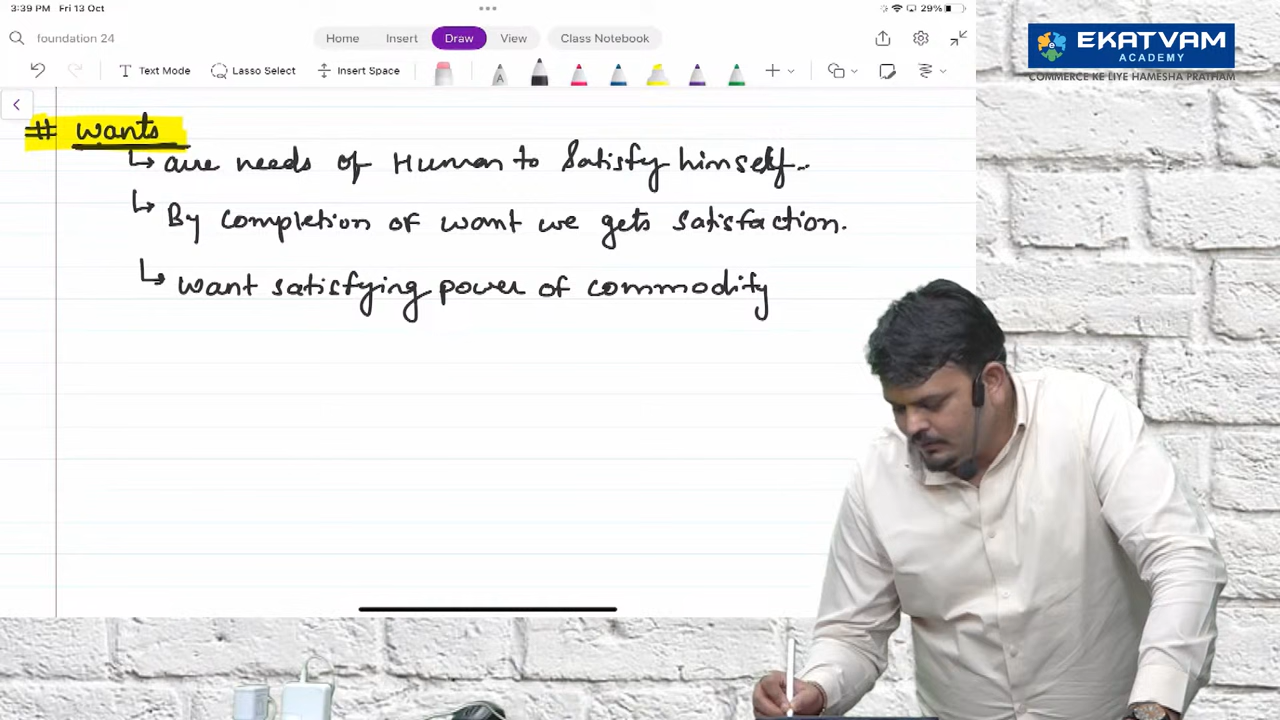 3:39 PM Fri 13 Oct
29%
foundation 24
Home Insert Draw View Class Notebook
Text Mode Lasso Select Insert Space
EKATVAM
ACADEMY
COMMERCE KE LIYE HAMESHA PRATHAM
# wants
↳ are needs of Human to Satisfy himself.
↳ By completion of want we gets satisfaction.
↳ want satisfying power of commodity